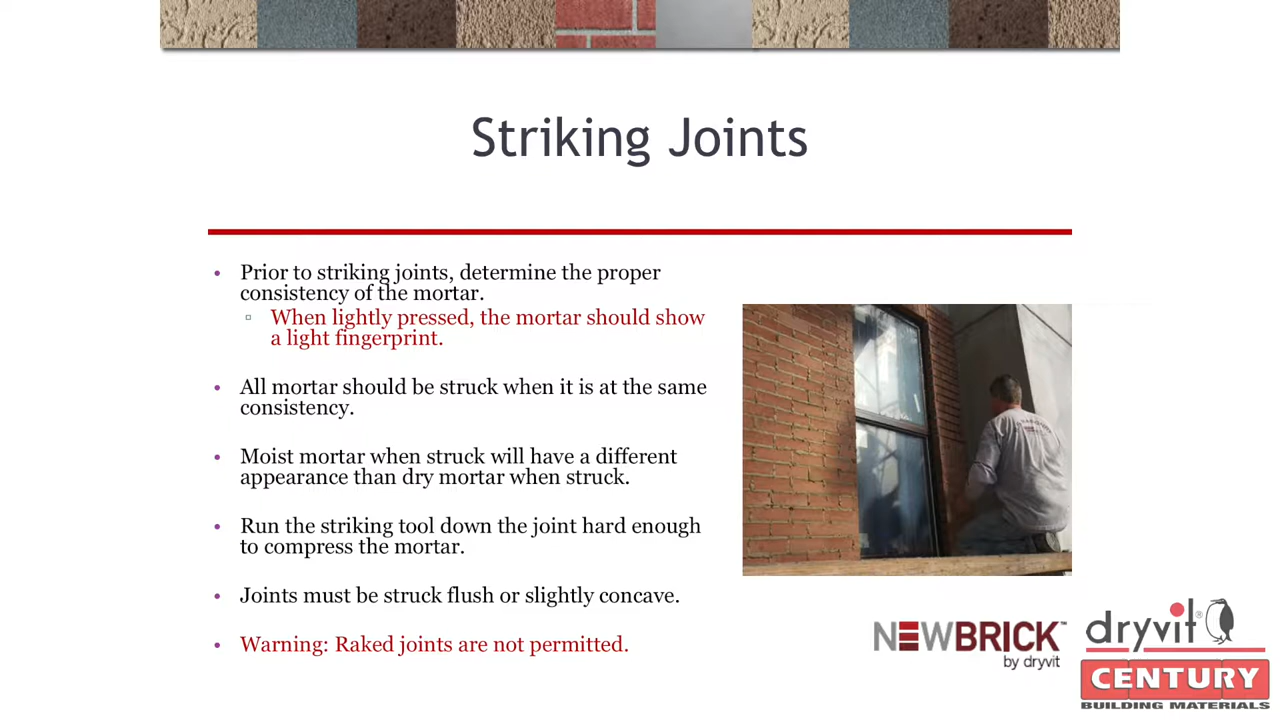 Striking Joints
• Prior to striking joints, determine the proper
consistency of the mortar.
▫ When lightly pressed, the mortar should show
a light fingerprint.
• All mortar should be struck when it is at the same
consistency.
• Moist mortar when struck will have a different
appearance than dry mortar when struck.
• Run the striking tool down the joint hard enough
to compress the mortar.
• Joints must be struck flush or slightly concave.
• Warning: Raked joints are not permitted.
NEWBRICK™
by dryvit
dryvit®
CENTURY
BUILDING MATERIALS